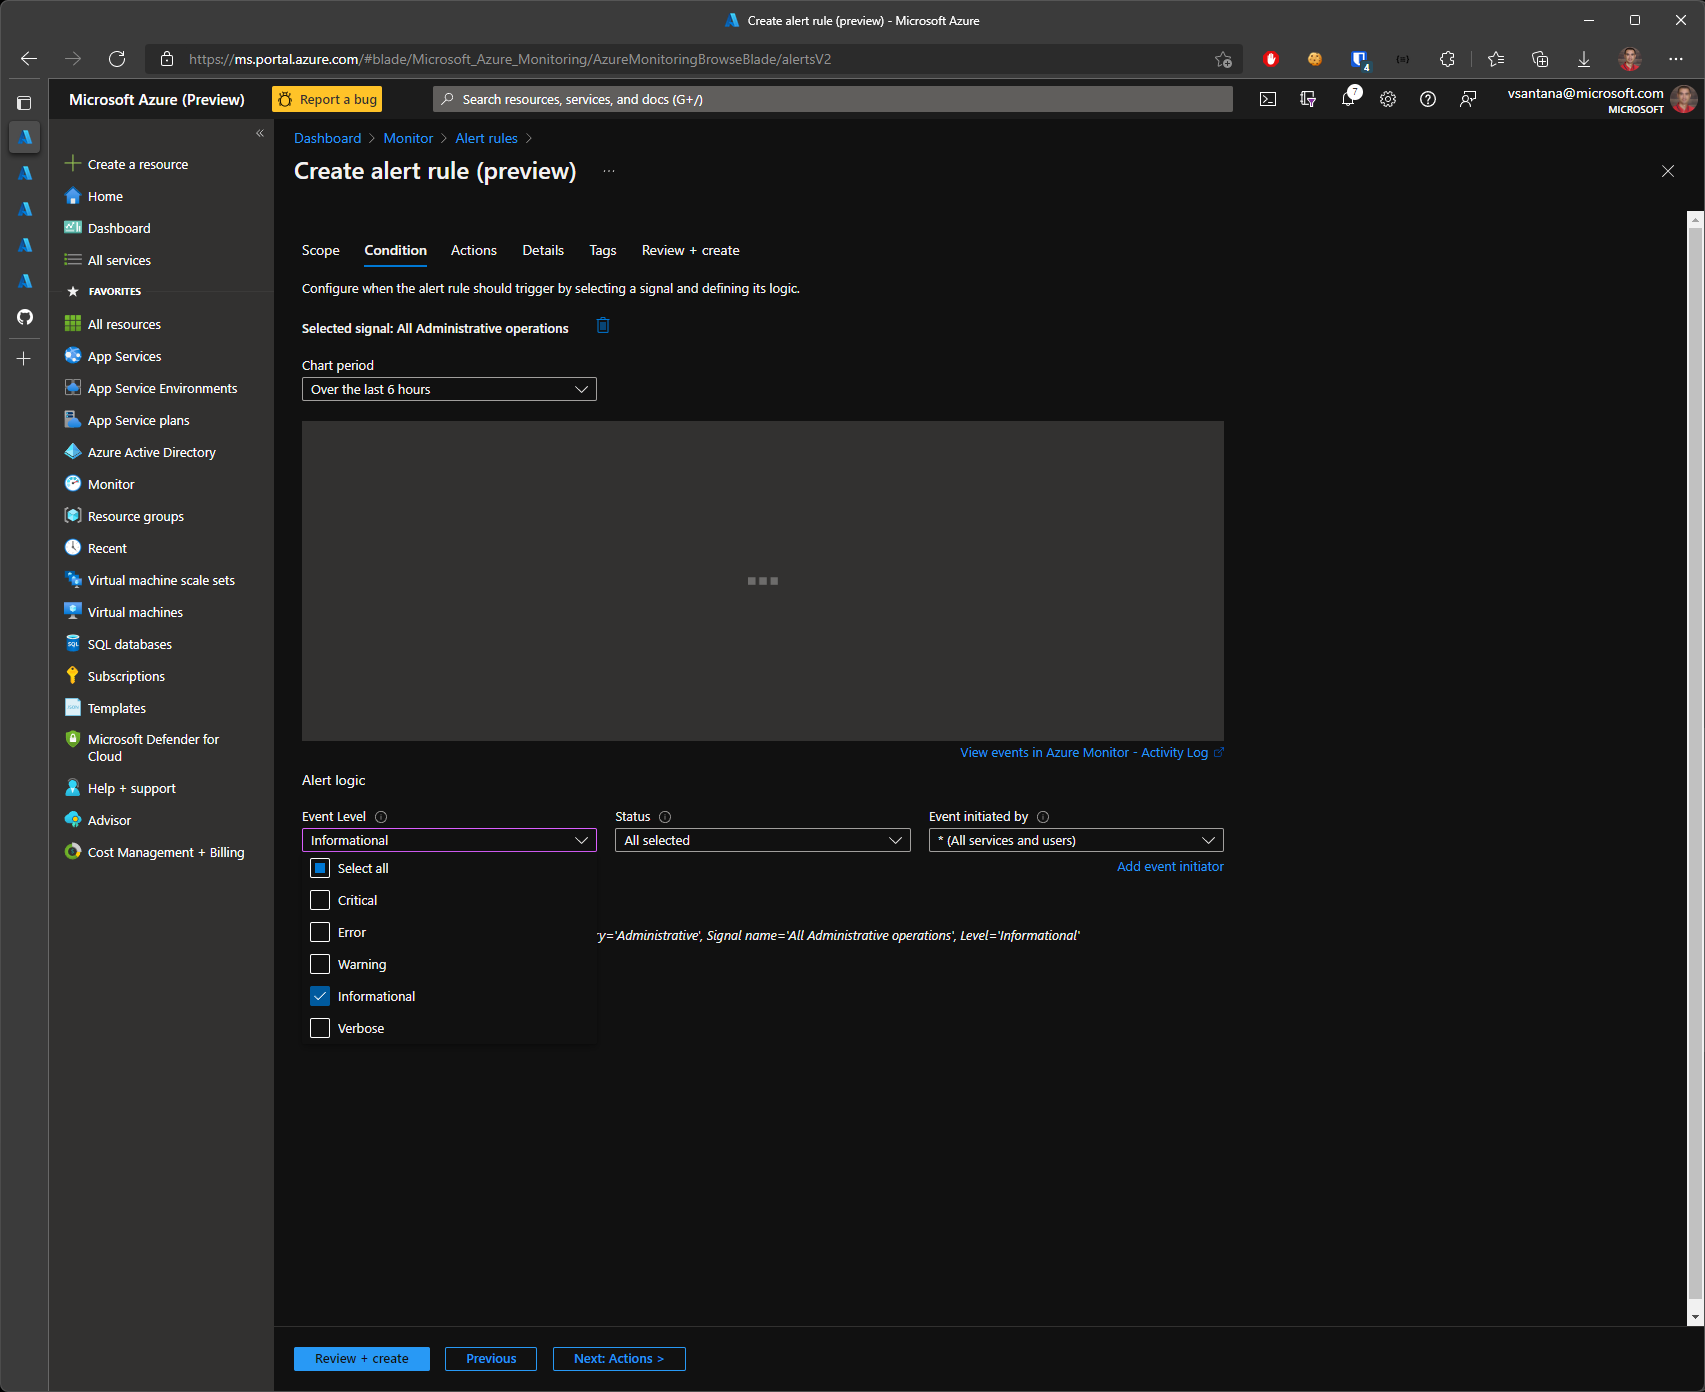 Create alert rule (preview) - Microsoft Azure
https://ms.portal.azure.com/#blade/Microsoft_Azure_Monitoring/AzureMonitoringBrowseBlade/alertsV2
4
Microsoft Azure (Preview)
Report a bug
Search resources, services, and docs (G+/)
7
vsantana@microsoft.com
MICROSOFT
Create a resource
Home
Dashboard
All services
FAVORITES
All resources
App Services
App Service Environments
App Service plans
Azure Active Directory
Monitor
Resource groups
Recent
Virtual machine scale sets
Virtual machines
SQL databases
Subscriptions
Templates
Microsoft Defender for
Cloud
Help + support
Advisor
Cost Management + Billing
Dashboard > Monitor > Alert rules >
Create alert rule (preview) ...
Scope Condition Actions Details Tags Review + create
Configure when the alert rule should trigger by selecting a signal and defining its logic.
Selected signal: All Administrative operations
Chart period
Over the last 6 hours
View events in Azure Monitor - Activity Log
Alert logic
Event Level Status Event initiated by
Informational All selected * (All services and users)
Add event initiator
Select all
Critical
Error
ry='Administrative', Signal name='All Administrative operations', Level='Informational'
Warning
Informational
Verbose
Review + create Previous Next: Actions >